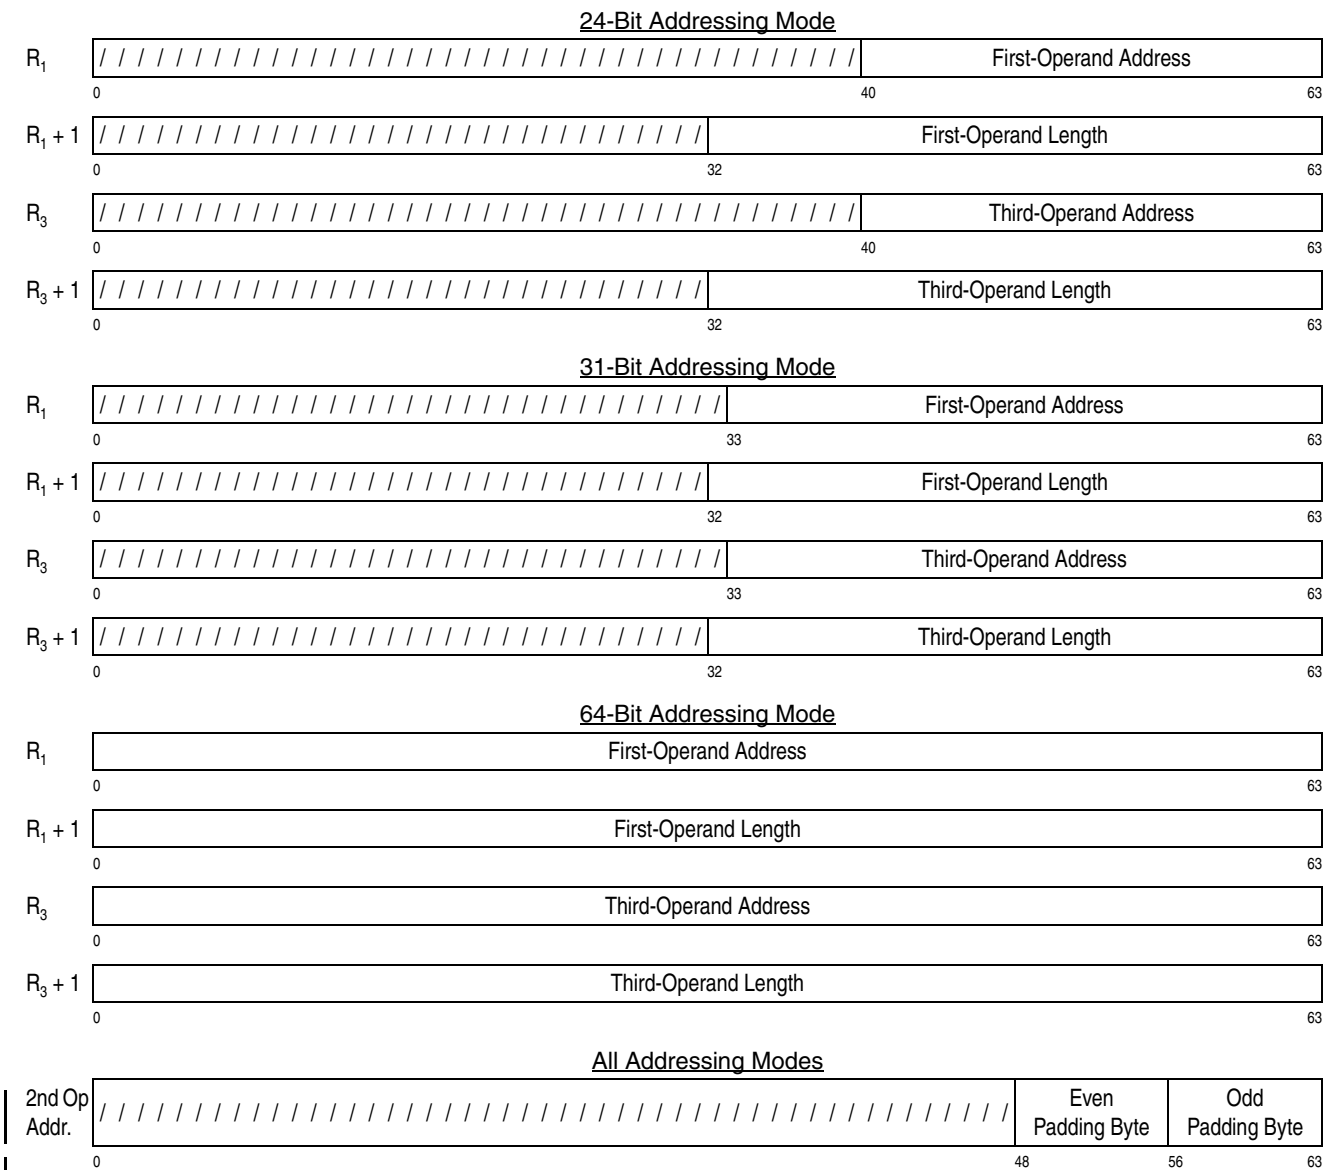 24-Bit Addressing Mode
R1 / / / / / / / / / / / / / / / / / / / / / / / / / / / / / / / / / / / / / / / / First-Operand Address
0 40 63
R1 + 1 / / / / / / / / / / / / / / / / / / / / / / / / / / / / / / / / First-Operand Length
0 32 63
R3 / / / / / / / / / / / / / / / / / / / / / / / / / / / / / / / / / / / / / / / / Third-Operand Address
0 40 63
R3 + 1 / / / / / / / / / / / / / / / / / / / / / / / / / / / / / / / / Third-Operand Length
0 32 63
31-Bit Addressing Mode
R1 / / / / / / / / / / / / / / / / / / / / / / / / / / / / / / / / / First-Operand Address
0 33 63
R1 + 1 / / / / / / / / / / / / / / / / / / / / / / / / / / / / / / / / First-Operand Length
0 32 63
R3 / / / / / / / / / / / / / / / / / / / / / / / / / / / / / / / / / Third-Operand Address
0 33 63
R3 + 1 / / / / / / / / / / / / / / / / / / / / / / / / / / / / / / / / Third-Operand Length
0 32 63
64-Bit Addressing Mode
R1 First-Operand Address
0 63
R1 + 1 First-Operand Length
0 63
R3 Third-Operand Address
0 63
R3 + 1 Third-Operand Length
0 63
All Addressing Modes
2nd Op Even Odd
Addr. / / / / / / / / / / / / / / / / / / / / / / / / / / / / / / / / / / / / / / / / / / / / / / / / Padding Byte Padding Byte
0 48 56 63